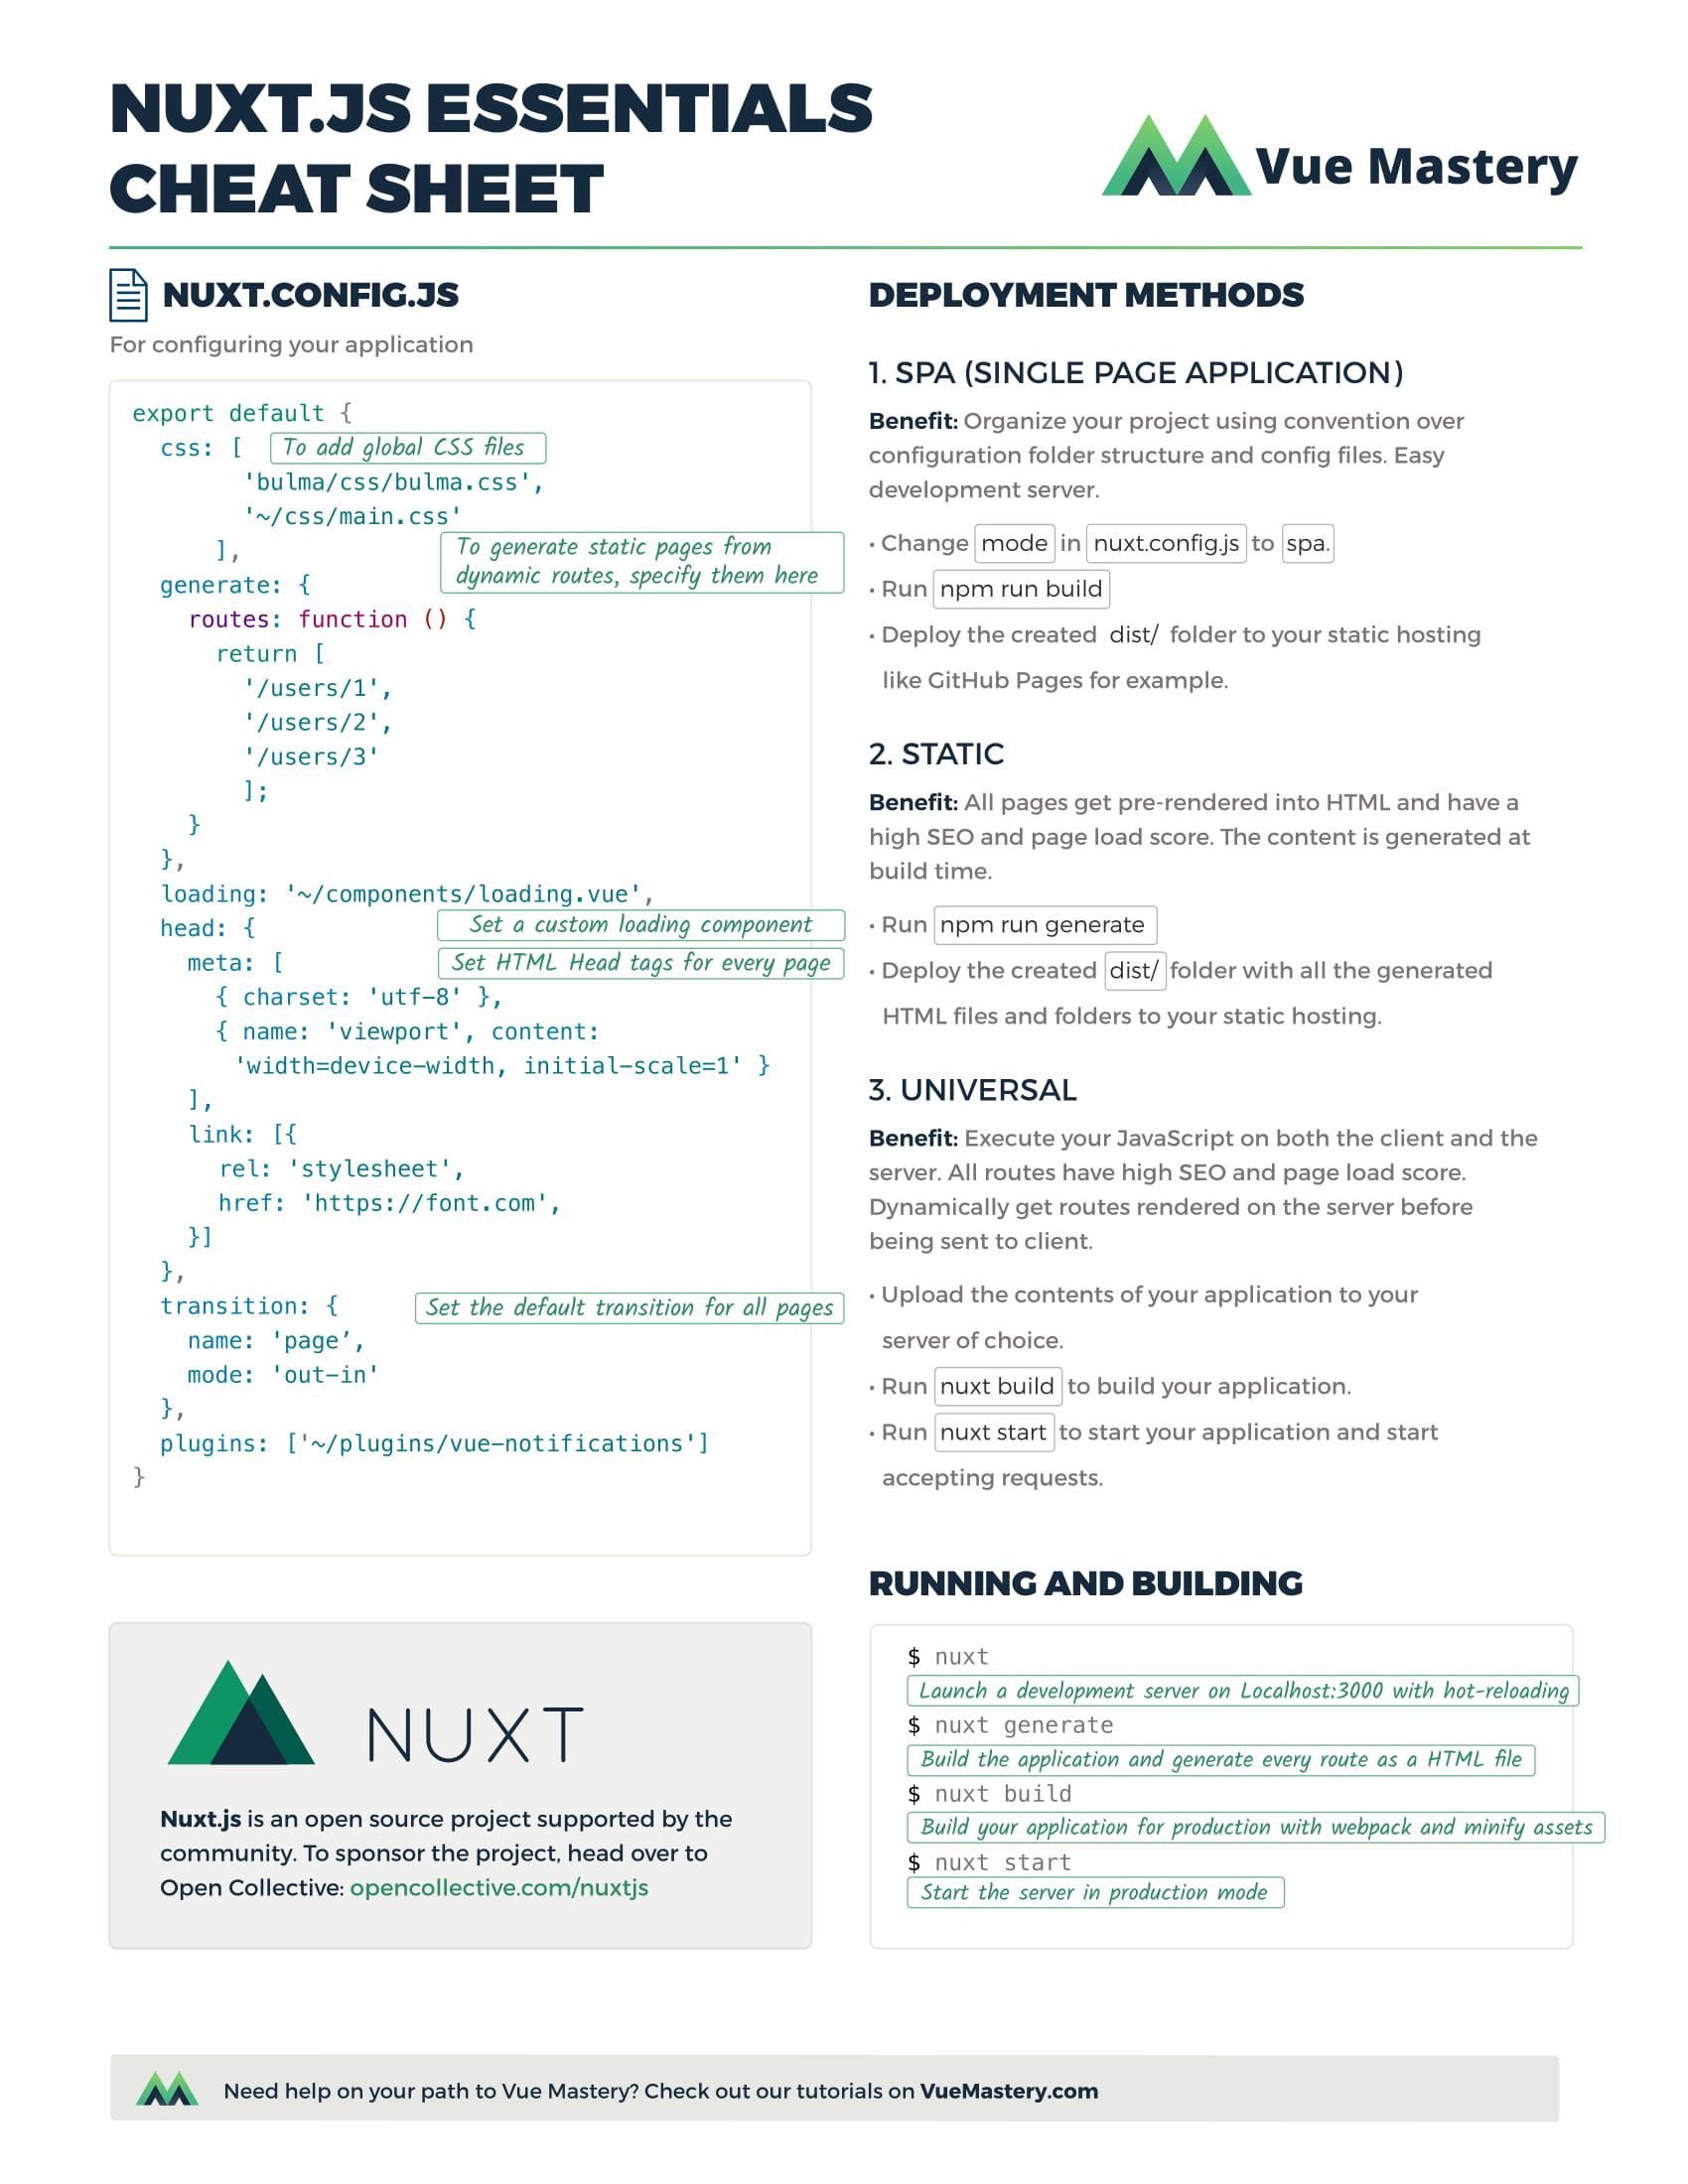 NUXT.JS ESSENTIALS
CHEAT SHEET
Vue Mastery
NUXT.CONFIG.JS
For configuring your application
export default {
css: [ To add global CSS files
'bulma/css/bulma.css',
'~/css/main.css'
],
To generate static pages from
dynamic routes, specify them here
generate: {
routes: function () {
return [
'/users/1',
'/users/2',
'/users/3'
];
}
},
loading: '~/components/loading.vue',
Set a custom loading component
head: {
meta: [ Set HTML Head tags for every page
{ charset: 'utf-8' },
{ name: 'viewport', content:
'width=device-width, initial-scale=1' }
],
link: [{
rel: 'stylesheet',
href: 'https://font.com',
}]
},
transition: { Set the default transition for all pages
name: 'page’,
mode: 'out-in'
},
plugins: ['~/plugins/vue-notifications']
}
NUXT
Nuxt.js is an open source project supported by the
community. To sponsor the project, head over to
Open Collective: opencollective.com/nuxtjs
DEPLOYMENT METHODS
1. SPA (SINGLE PAGE APPLICATION)
Benefit: Organize your project using convention over
configuration folder structure and config files. Easy
development server.
• Change mode in nuxt.config.js to spa.
• Run npm run build
• Deploy the created dist/ folder to your static hosting
like GitHub Pages for example.
2. STATIC
Benefit: All pages get pre-rendered into HTML and have a
high SEO and page load score. The content is generated at
build time.
• Run npm run generate
• Deploy the created dist/ folder with all the generated
HTML files and folders to your static hosting.
3. UNIVERSAL
Benefit: Execute your JavaScript on both the client and the
server. All routes have high SEO and page load score.
Dynamically get routes rendered on the server before
being sent to client.
• Upload the contents of your application to your
server of choice.
• Run nuxt build to build your application.
• Run nuxt start to start your application and start
accepting requests.
RUNNING AND BUILDING
$ nuxt
Launch a development server on Localhost:3000 with hot-reloading
$ nuxt generate
Build the application and generate every route as a HTML file
$ nuxt build
Build your application for production with webpack and minify assets
$ nuxt start
Start the server in production mode
Need help on your path to Vue Mastery? Check out our tutorials on VueMastery.com